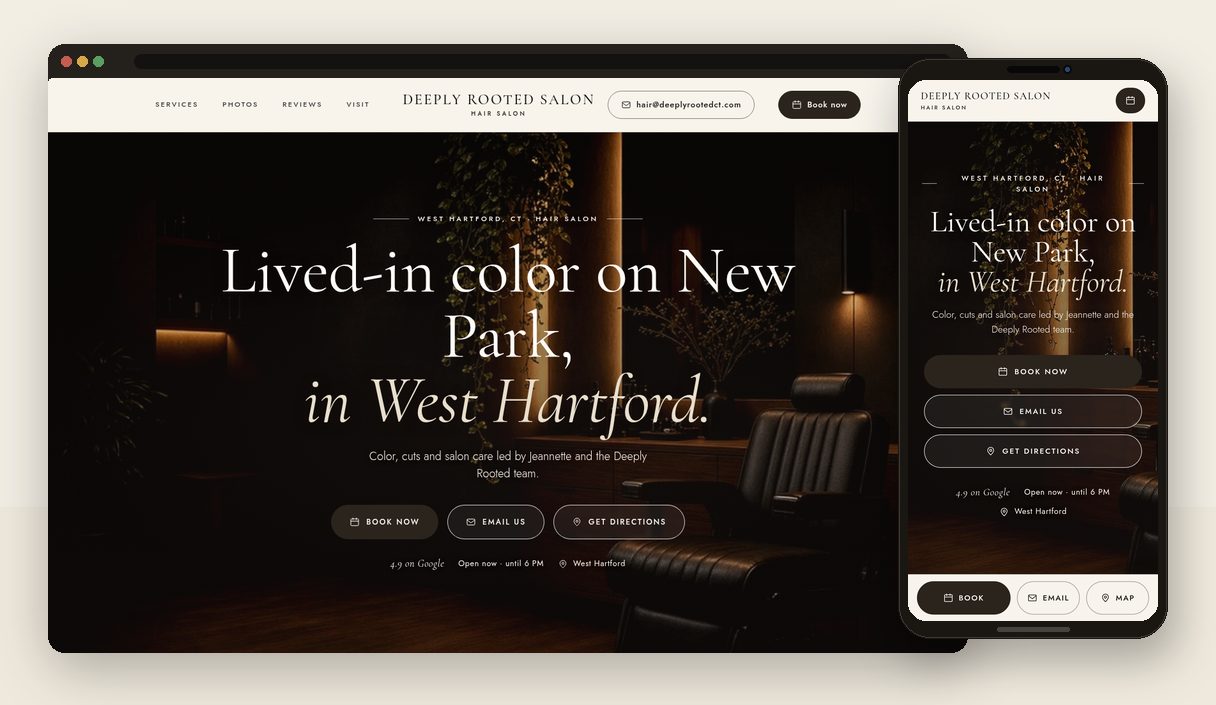 SERVICES
PHOTOS
REVIEWS
VISIT
DEEPLY ROOTED SALON
HAIR SALON
hair@deeplyrootedct.com
Book now
WEST HARTFORD, CT · HAIR SALON
Lived-in color on New
Park,
in West Hartford.
Color, cuts and salon care led by Jeannette and the Deeply
Rooted team.
BOOK NOW
EMAIL US
GET DIRECTIONS
4.9 on Google
Open now · until 6 PM
West Hartford
DEEPLY ROOTED SALON
HAIR SALON
WEST HARTFORD, CT · HAIR
SALON
Lived-in color on
New Park,
in West Hartford.
Color, cuts and salon care led by Jeannette and the
Deeply Rooted team.
BOOK NOW
EMAIL US
GET DIRECTIONS
4.9 on Google
Open now · until 6 PM
West Hartford
BOOK
EMAIL
MAP